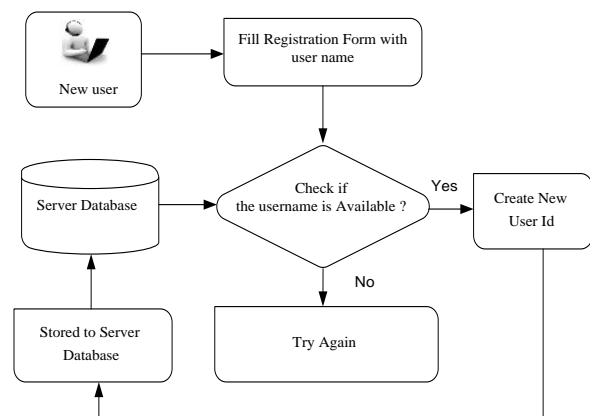 New user
Fill Registration Form with
user name
Server Database
Check if
the username is Available ?
Yes
Create New
User Id
No
Stored to Server
Database
Try Again